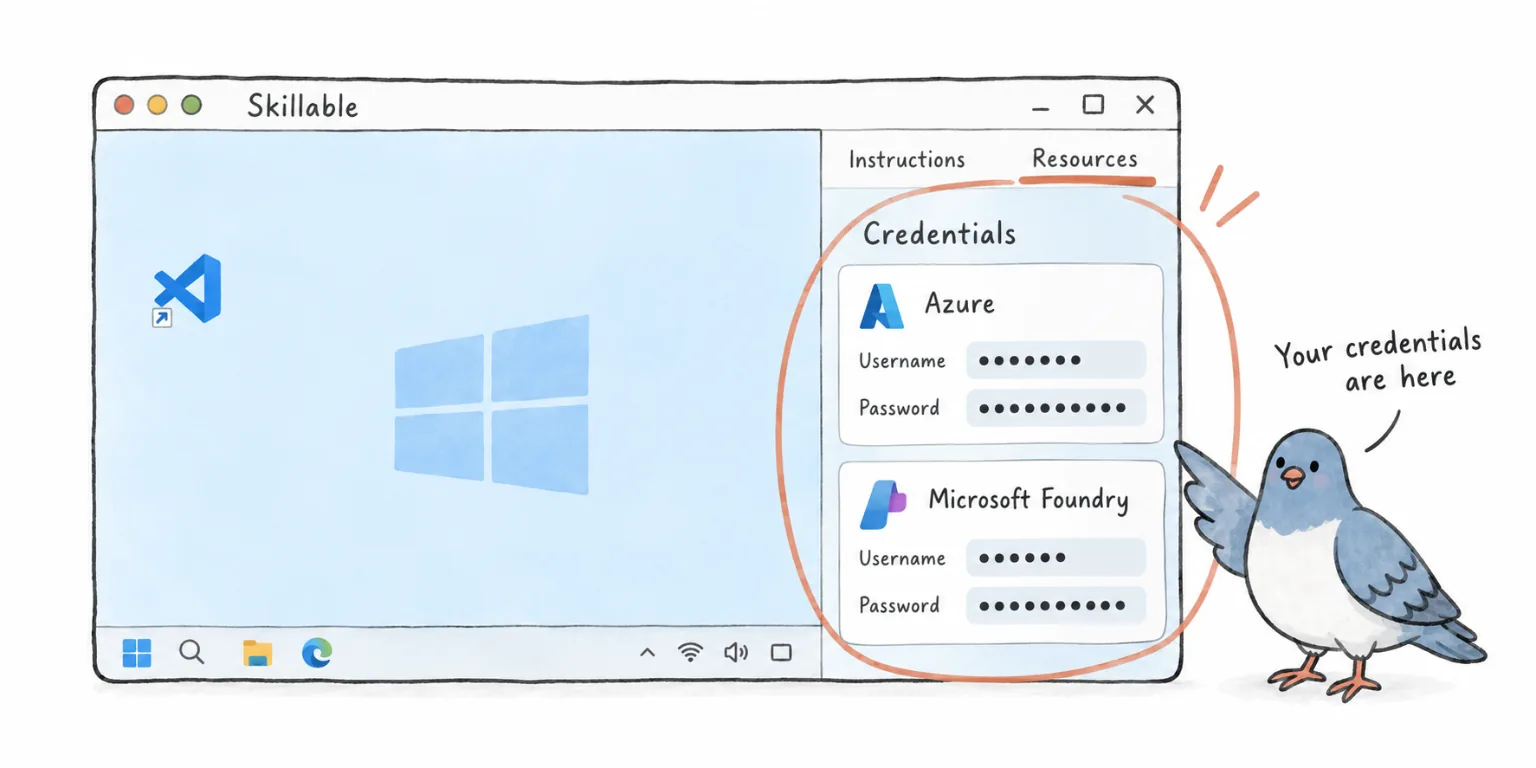 Skillable
Instructions
Resources
Credentials
Azure
Username
Password
Microsoft Foundry
Username
Password
Your credentials
are here